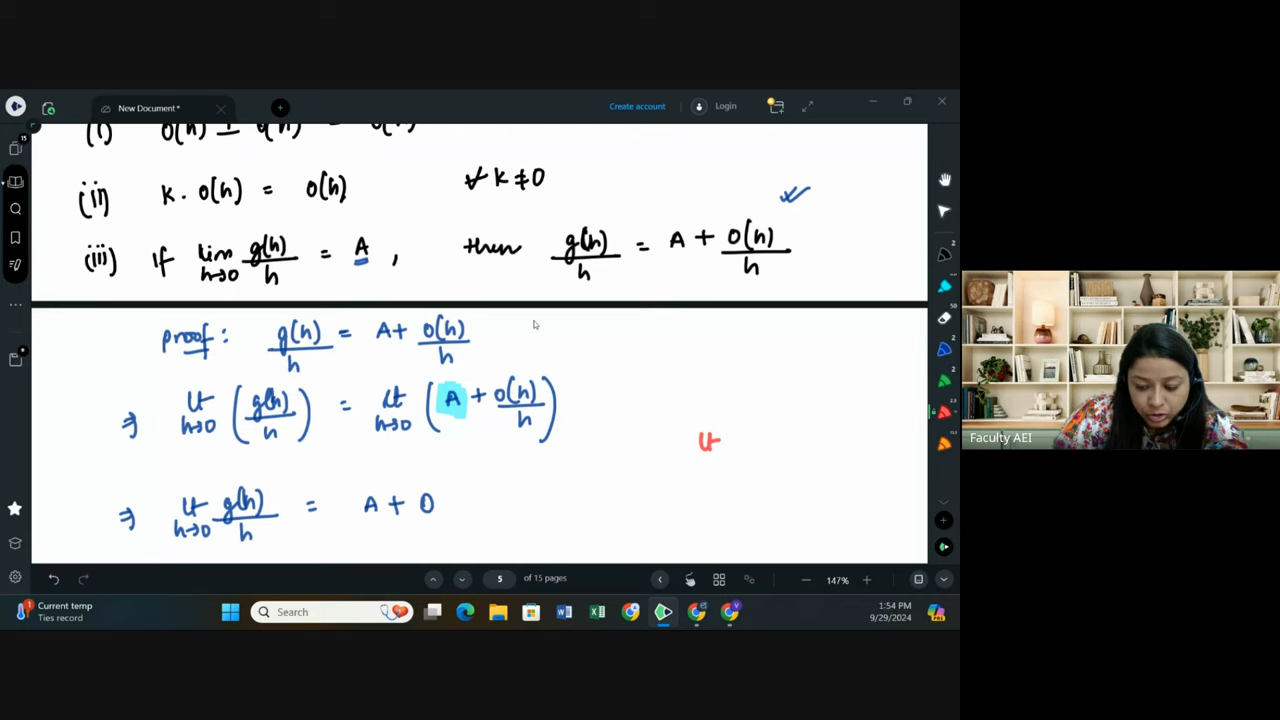 New Document*
Create account
Login
15
(i) o(h) ± o(h) =
(ii) k. o(h) = o(h) ✓ k ≠ 0
(iii) If lim h→0 g(h)/h = A, then g(h)/h = A + o(h)/h
proof: g(h)/h = A + o(h)/h
⇒ Lt h→0 (g(h)/h) = Lt h→0 (A + o(h)/h)
Lt
⇒ Lt h→0 g(h)/h = A + 0
Faculty AEI
5 of 15 pages
147%
Current temp
Ties record
Search
1:54 PM
9/29/2024